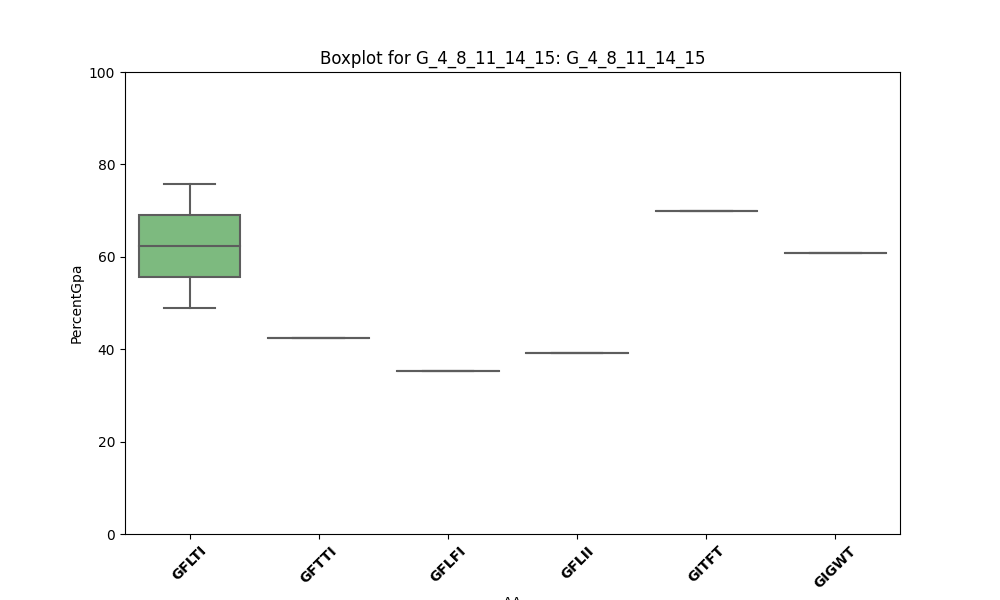 Boxplot for G_4_8_11_14_15: G_4_8_11_14_15
100
80
60
40
20
0
PercentGpa
GFLTI
GFTTI
GFLFI
GFLII
GITFT
GIGWT